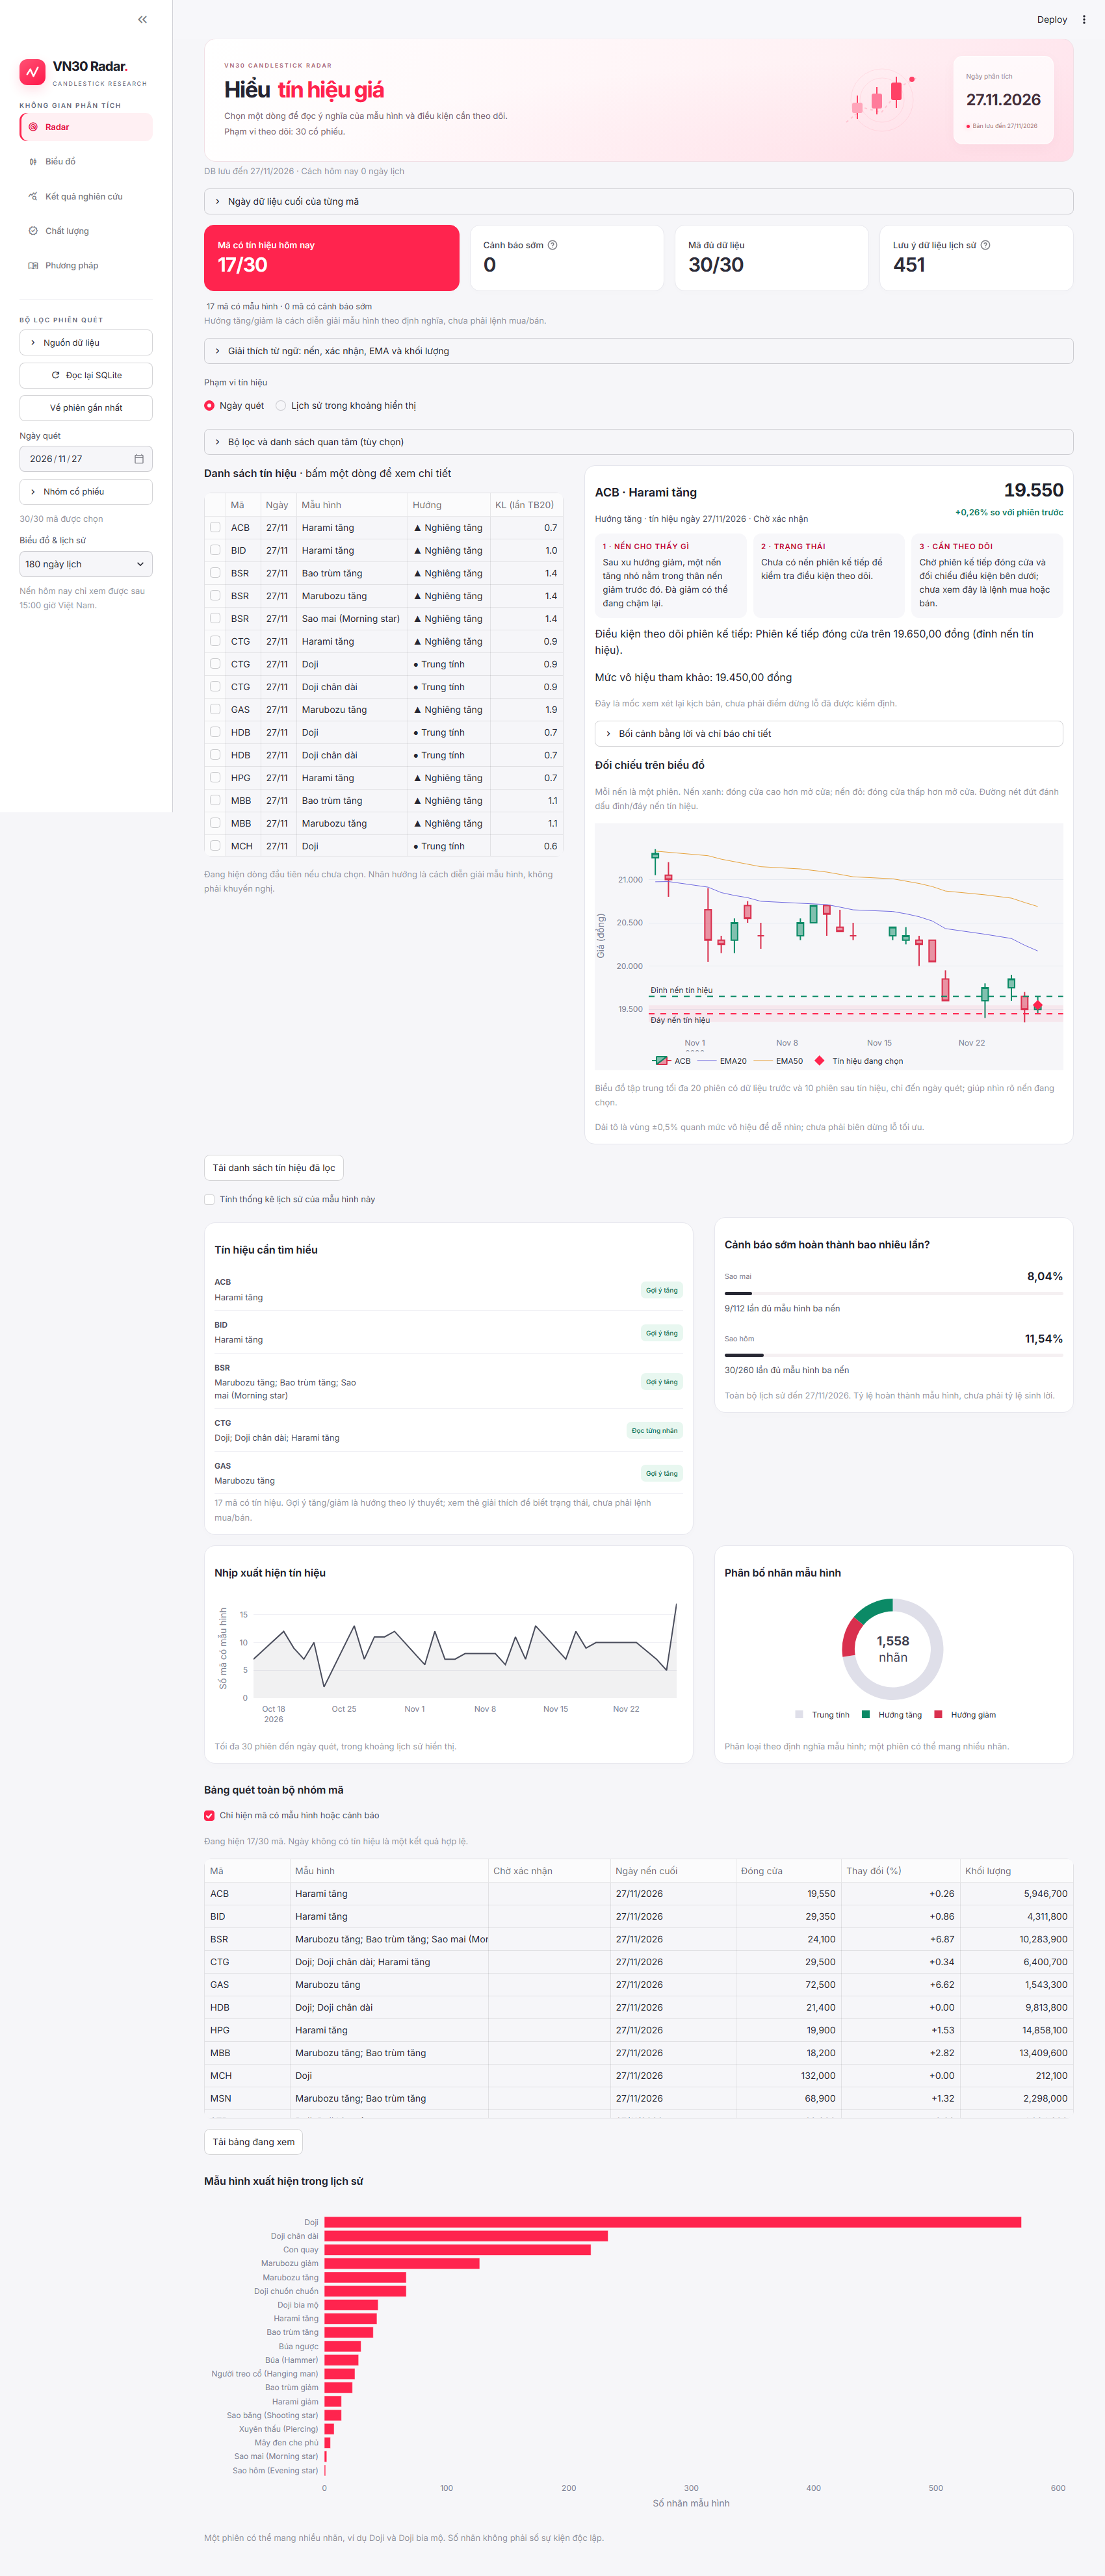 Deploy
VN30 Radar.
CANDLESTICK RESEARCH
KHÔNG GIAN PHÂN TÍCH
Radar
Biểu đồ
Kết quả nghiên cứu
Chất lượng
Phương pháp
BỘ LỌC PHIÊN QUÉT
Nguồn dữ liệu
Đọc lại SQLite
Về phiên gần nhất
Ngày quét
2026/11/27
Nhóm cổ phiếu
30/30 mã được chọn
Biểu đồ & lịch sử
180 ngày lịch
Nến hôm nay chỉ xem được sau
15:00 giờ Việt Nam.
VN30 CANDLESTICK RADAR
Hiểu tín hiệu giá
Chọn một dòng để đọc ý nghĩa của mẫu hình và điều kiện cần theo dõi.
Phạm vi theo dõi: 30 cổ phiếu.
Ngày phân tích
27.11.2026
Bản lưu đến 27/11/2026
DB lưu đến 27/11/2026 · Cách hôm nay 0 ngày lịch
Ngày dữ liệu cuối của từng mã
Mã có tín hiệu hôm nay
17/30
Cảnh báo sớm
0
Mã đủ dữ liệu
30/30
Lưu ý dữ liệu lịch sử
451
17 mã có mẫu hình · 0 mã có cảnh báo sớm
Hướng tăng/giảm là cách diễn giải mẫu hình theo định nghĩa, chưa phải lệnh mua/bán.
Giải thích từ ngữ: nến, xác nhận, EMA và khối lượng
Phạm vi tín hiệu
Ngày quét Lịch sử trong khoảng hiển thị
Bộ lọc và danh sách quan tâm (tùy chọn)
Danh sách tín hiệu · bấm một dòng để xem chi tiết
Mã Ngày Mẫu hình Hướng KL (lần TB20)
ACB 27/11 Harami tăng ▲ Nghiêng tăng 0.7
BID 27/11 Harami tăng ▲ Nghiêng tăng 1.0
BSR 27/11 Bao trùm tăng ▲ Nghiêng tăng 1.4
BSR 27/11 Marubozu tăng ▲ Nghiêng tăng 1.4
BSR 27/11 Sao mai (Morning star) ▲ Nghiêng tăng 1.4
CTG 27/11 Harami tăng ▲ Nghiêng tăng 0.9
CTG 27/11 Doji ● Trung tính 0.9
CTG 27/11 Doji chân dài ● Trung tính 0.9
GAS 27/11 Marubozu tăng ▲ Nghiêng tăng 1.9
HDB 27/11 Doji ● Trung tính 0.7
HDB 27/11 Doji chân dài ● Trung tính 0.7
HPG 27/11 Harami tăng ▲ Nghiêng tăng 0.7
MBB 27/11 Bao trùm tăng ▲ Nghiêng tăng 1.1
MBB 27/11 Marubozu tăng ▲ Nghiêng tăng 1.1
MCH 27/11 Doji ● Trung tính 0.6
Đang hiện dòng đầu tiên nếu chưa chọn. Nhãn hướng là cách diễn giải mẫu hình, không
phải khuyến nghị.
ACB · Harami tăng
19.550
Hướng tăng · tín hiệu ngày 27/11/2026 · Chờ xác nhận
+0,26% so với phiên trước
1 · NẾN CHO THẤY GÌ
Sau xu hướng giảm, một nến
tăng nhỏ nằm trong thân nến
giảm trước đó. Đà giảm có thể
đang chậm lại.
2 · TRẠNG THÁI
Chưa có nến phiên kế tiếp để
kiểm tra điều kiện theo dõi.
3 · CẦN THEO DÕI
Chờ phiên kế tiếp đóng cửa và
đối chiếu điều kiện bên dưới;
chưa xem đây là lệnh mua hoặc
bán.
Điều kiện theo dõi phiên kế tiếp: Phiên kế tiếp đóng cửa trên 19.650,00 đồng (đỉnh nến tín
hiệu).
Mức vô hiệu tham khảo: 19.450,00 đồng
Đây là mốc xem xét lại kịch bản, chưa phải điểm dừng lỗ đã được kiểm định.
Bối cảnh bằng lời và chỉ báo chi tiết
Đối chiếu trên biểu đồ
Mỗi nến là một phiên. Nến xanh: đóng cửa cao hơn mở cửa; nến đỏ: đóng cửa thấp hơn mở cửa. Đường nét đứt đánh
dấu đỉnh/đáy nến tín hiệu.
Giá (đồng)
21.000
20.500
20.000
19.500
Đỉnh nến tín hiệu
Đáy nến tín hiệu
Nov 1 Nov 8 Nov 15 Nov 22
ACB EMA20 EMA50 Tín hiệu đang chọn
Biểu đồ tập trung tối đa 20 phiên có dữ liệu trước và 10 phiên sau tín hiệu, chỉ đến ngày quét; giúp nhìn rõ nến đang
chọn.
Dải tô là vùng ±0,5% quanh mức vô hiệu để dễ nhìn; chưa phải biên dừng lỗ tối ưu.
Tải danh sách tín hiệu đã lọc
Tính thống kê lịch sử của mẫu hình này
Tín hiệu cần tìm hiểu
ACB
Harami tăng
Gợi ý tăng
BID
Harami tăng
Gợi ý tăng
BSR
Marubozu tăng; Bao trùm tăng; Sao
mai (Morning star)
Gợi ý tăng
CTG
Doji; Doji chân dài; Harami tăng
Đọc từng nhãn
GAS
Marubozu tăng
Gợi ý tăng
17 mã có tín hiệu. Gợi ý tăng/giảm là hướng theo lý thuyết; xem thẻ giải thích để biết trạng thái, chưa phải lệnh
mua/bán.
Cảnh báo sớm hoàn thành bao nhiêu lần?
Sao mai 8,04%
9/112 lần đủ mẫu hình ba nến
Sao hôm 11,54%
30/260 lần đủ mẫu hình ba nến
Toàn bộ lịch sử đến 27/11/2026. Tỷ lệ hoàn thành mẫu hình, chưa phải tỷ lệ sinh lời.
Nhịp xuất hiện tín hiệu
Số mã có mẫu hình
15
10
5
0
Oct 18 Oct 25 Nov 1 Nov 8 Nov 15 Nov 22
2026
Tối đa 30 phiên đến ngày quét, trong khoảng lịch sử hiển thị.
Phân bố nhãn mẫu hình
1,558
nhãn
Trung tính Hướng tăng Hướng giảm
Phân loại theo định nghĩa mẫu hình; một phiên có thể mang nhiều nhãn.
Bảng quét toàn bộ nhóm mã
Chỉ hiện mã có mẫu hình hoặc cảnh báo
Đang hiện 17/30 mã. Ngày không có tín hiệu là một kết quả hợp lệ.
Mã Mẫu hình Chờ xác nhận Ngày nến cuối Đóng cửa Thay đổi (%) Khối lượng
ACB Harami tăng 27/11/2026 19,550 +0.26 5,946,700
BID Harami tăng 27/11/2026 29,350 +0.86 4,311,800
BSR Marubozu tăng; Bao trùm tăng; Sao mai (Mor 27/11/2026 24,100 +6.87 10,283,900
CTG Doji; Doji chân dài; Harami tăng 27/11/2026 29,500 +0.34 6,400,700
GAS Marubozu tăng 27/11/2026 72,500 +6.62 1,543,300
HDB Doji; Doji chân dài 27/11/2026 21,400 +0.00 9,813,800
HPG Harami tăng 27/11/2026 19,900 +1.53 14,858,100
MBB Marubozu tăng; Bao trùm tăng 27/11/2026 18,200 +2.82 13,409,600
MCH Doji 27/11/2026 132,000 +0.00 212,100
MSN Marubozu tăng; Bao trùm tăng 27/11/2026 68,900 +1.32 2,298,000
Tải bảng đang xem
Mẫu hình xuất hiện trong lịch sử
Doji
Doji chân dài
Con quay
Marubozu giảm
Marubozu tăng
Doji chuồn chuồn
Doji bia mộ
Harami tăng
Bao trùm tăng
Búa ngược
Búa (Hammer)
Người treo cổ (Hanging man)
Bao trùm giảm
Harami giảm
Sao băng (Shooting star)
Xuyên thấu (Piercing)
Mây đen che phủ
Sao mai (Morning star)
Sao hôm (Evening star)
0 100 200 300 400 500 600
Số nhãn mẫu hình
Một phiên có thể mang nhiều nhãn, ví dụ Doji và Doji bia mộ. Số nhãn không phải số sự kiện độc lập.